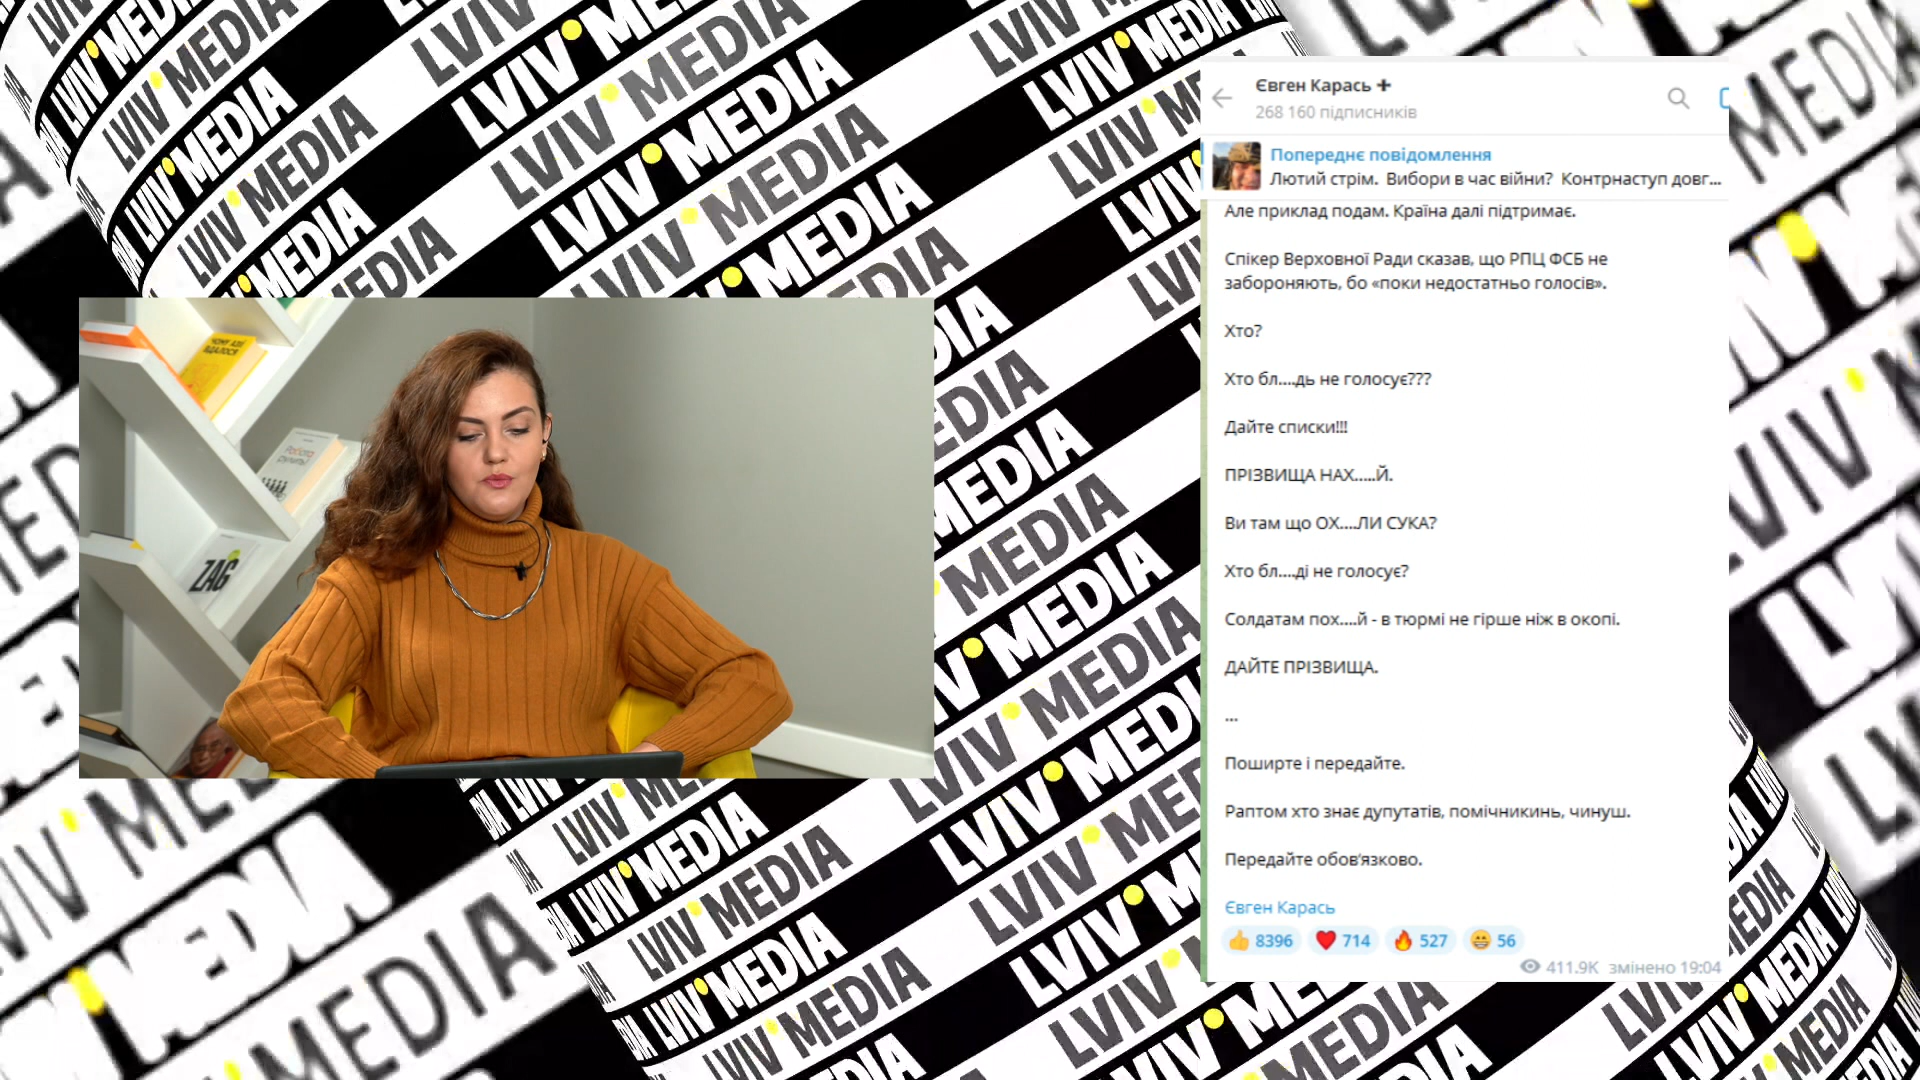 LVIV MEDIA
ЧОМУ АЗІЇ ВДАЛОСЯ
ZAG
Євген Карась
268 160 підписників
Попереднє повідомлення
Лютий стрім. Вибори в час війни? Контрнаступ довг...
Але приклад подам. Країна далі підтримає.
Спікер Верховної Ради сказав, що РПЦ ФСБ не
забороняють, бо «поки недостатньо голосів».
Хто?
Хто бл....дь не голосує???
Дайте списки!!!
ПРІЗВИЩА НАХ.....Й.
Ви там що ОХ....ЛИ СУКА?
Хто бл....ді не голосує?
Солдатам пох....й - в тюрмі не гірше ніж в окопі.
ДАЙТЕ ПРІЗВИЩА.
...
Поширте і передайте.
Раптом хто знає дупутатів, помічникинь, чинуш.
Передайте обов'язково.
Євген Карась
👍 8396 ❤️ 714 🔥 527 😁 56
411.9K змінено 19:04